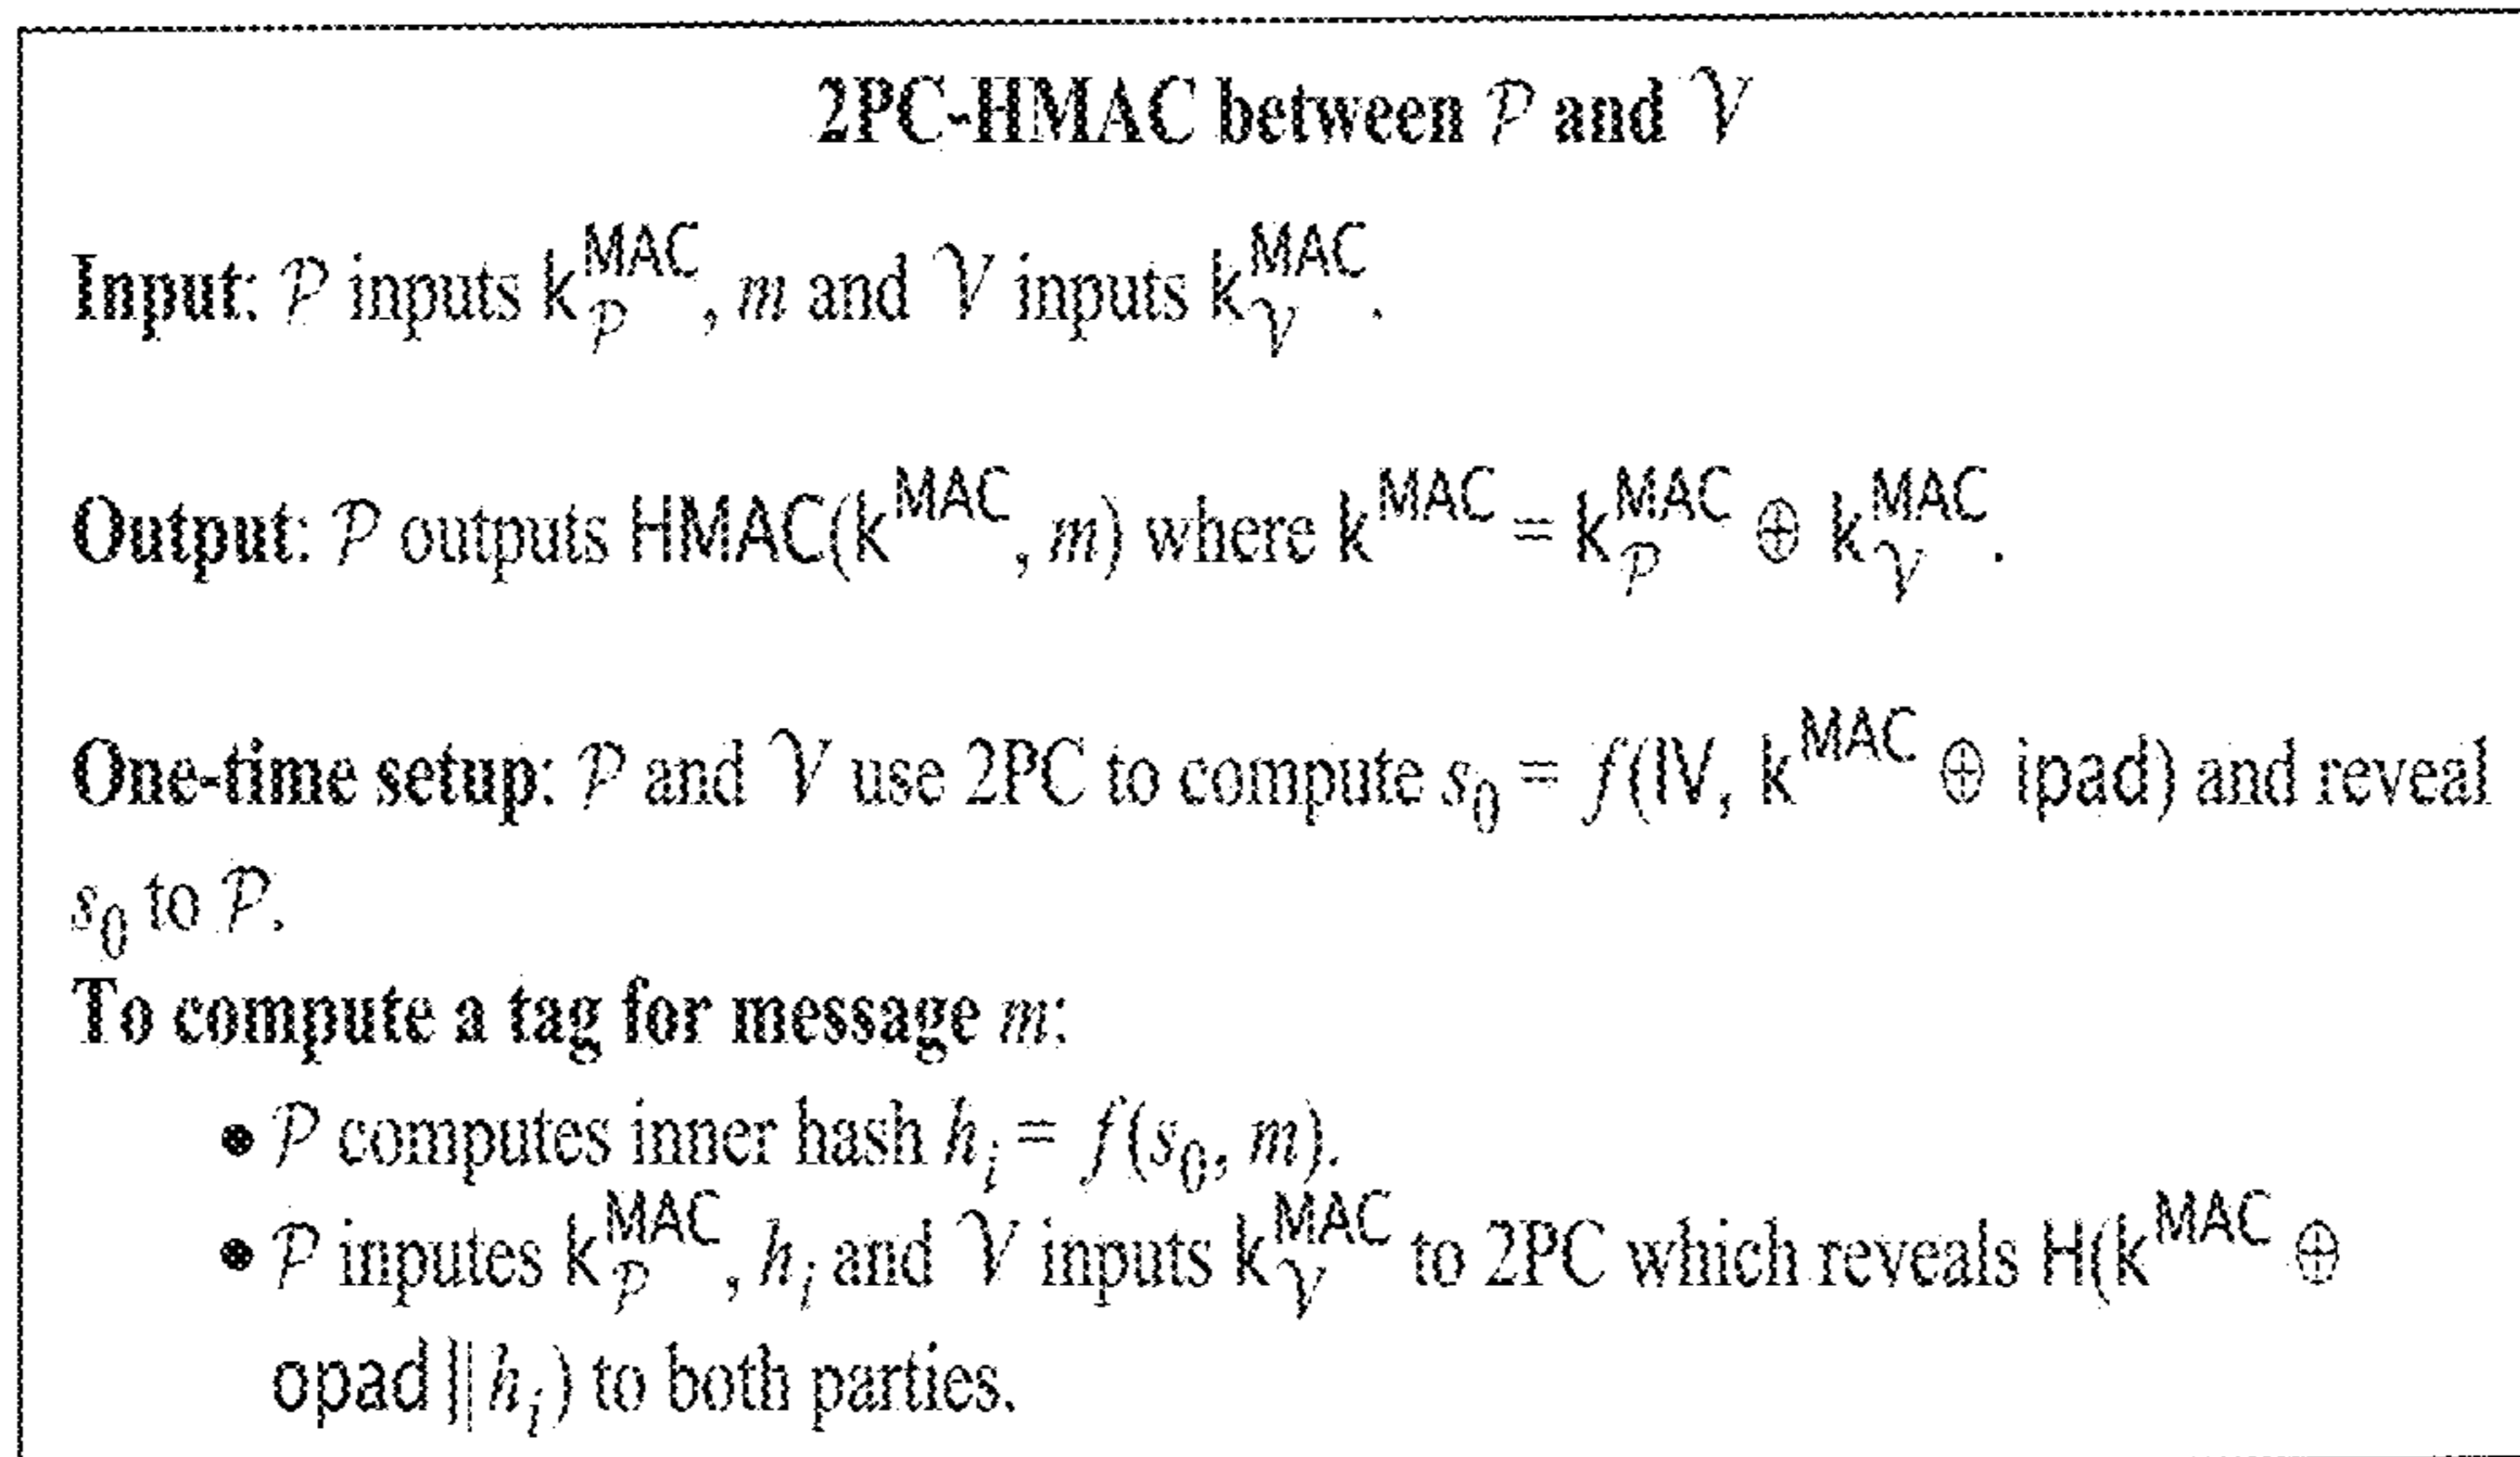 2PC-HMAC between 𝒫 and 𝒱
Input: 𝒫 inputs k_𝒫^MAC, m and 𝒱 inputs k_𝒱^MAC.
Output: 𝒫 outputs HMAC(k^MAC, m) where k^MAC = k_𝒫^MAC ⊕ k_𝒱^MAC.
One-time setup: 𝒫 and 𝒱 use 2PC to compute s_0 = f(IV, k^MAC ⊕ ipad) and reveal
s_0 to 𝒫.
To compute a tag for message m:
• 𝒫 computes inner hash h_i = f(s_0, m).
• 𝒫 inputes k_𝒫^MAC, h_i and 𝒱 inputs k_𝒱^MAC to 2PC which reveals H(k^MAC ⊕
opad || h_i) to both parties.